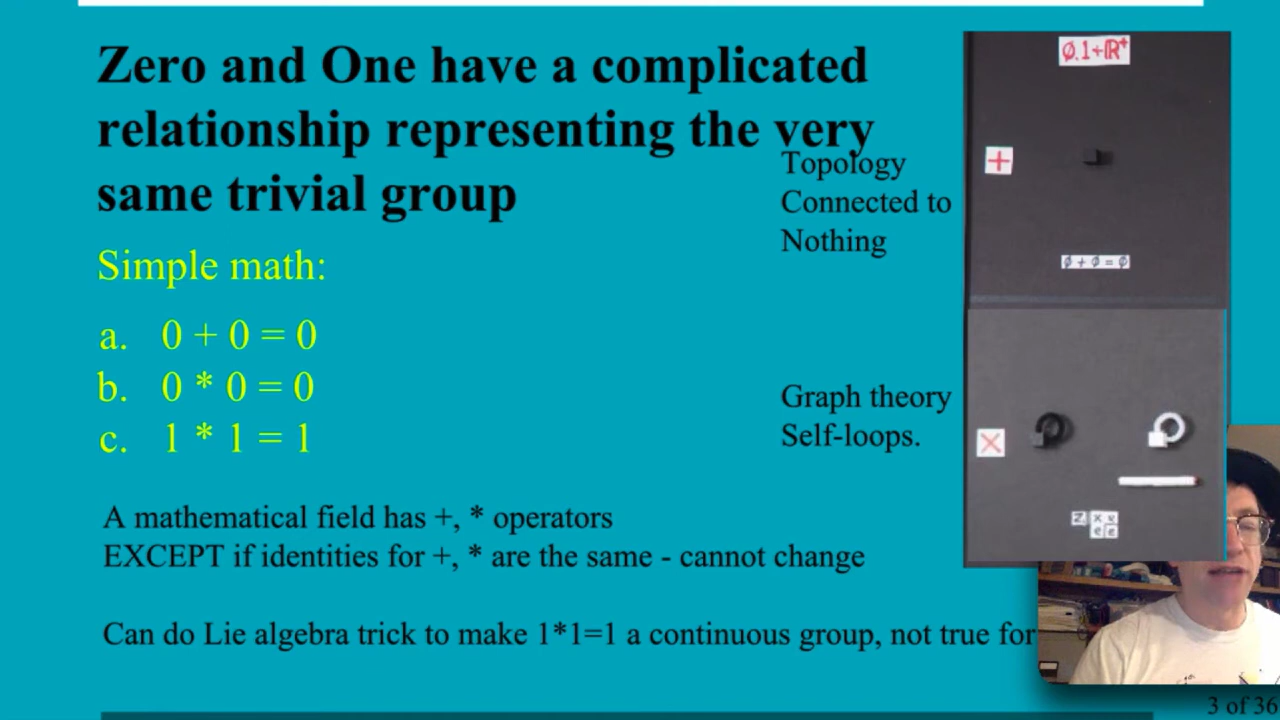 Zero and One have a complicated
relationship representing the very
same trivial group
Simple math:
a. 0 + 0 = 0
b. 0 * 0 = 0
c. 1 * 1 = 1
A mathematical field has +, * operators
EXCEPT if identities for +, * are the same - cannot change
Can do Lie algebra trick to make 1*1=1 a continuous group, not true for
Topology
Connected to
Nothing
Graph theory
Self-loops.
+
Ø + Ø = Ø
×
3 of 36